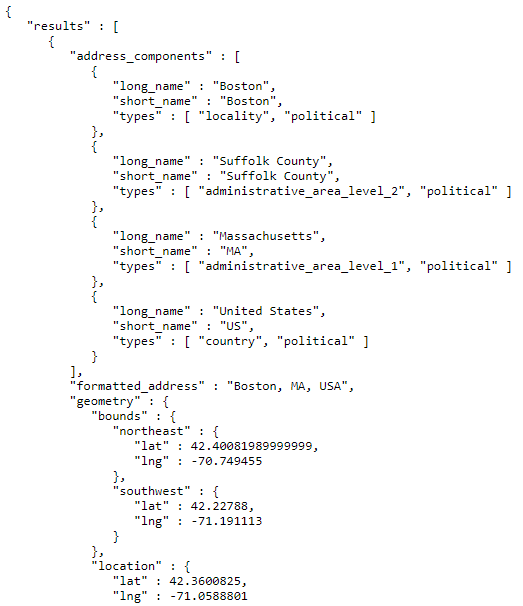 {
   "results" : [
      {
         "address_components" : [
            {
               "long_name" : "Boston",
               "short_name" : "Boston",
               "types" : [ "locality", "political" ]
            },
            {
               "long_name" : "Suffolk County",
               "short_name" : "Suffolk County",
               "types" : [ "administrative_area_level_2", "political" ]
            },
            {
               "long_name" : "Massachusetts",
               "short_name" : "MA",
               "types" : [ "administrative_area_level_1", "political" ]
            },
            {
               "long_name" : "United States",
               "short_name" : "US",
               "types" : [ "country", "political" ]
            }
         ],
         "formatted_address" : "Boston, MA, USA",
         "geometry" : {
            "bounds" : {
               "northeast" : {
                  "lat" : 42.40081989999999,
                  "lng" : -70.749455
               },
               "southwest" : {
                  "lat" : 42.22788,
                  "lng" : -71.191113
               }
            },
            "location" : {
               "lat" : 42.3600825,
               "lng" : -71.0588801